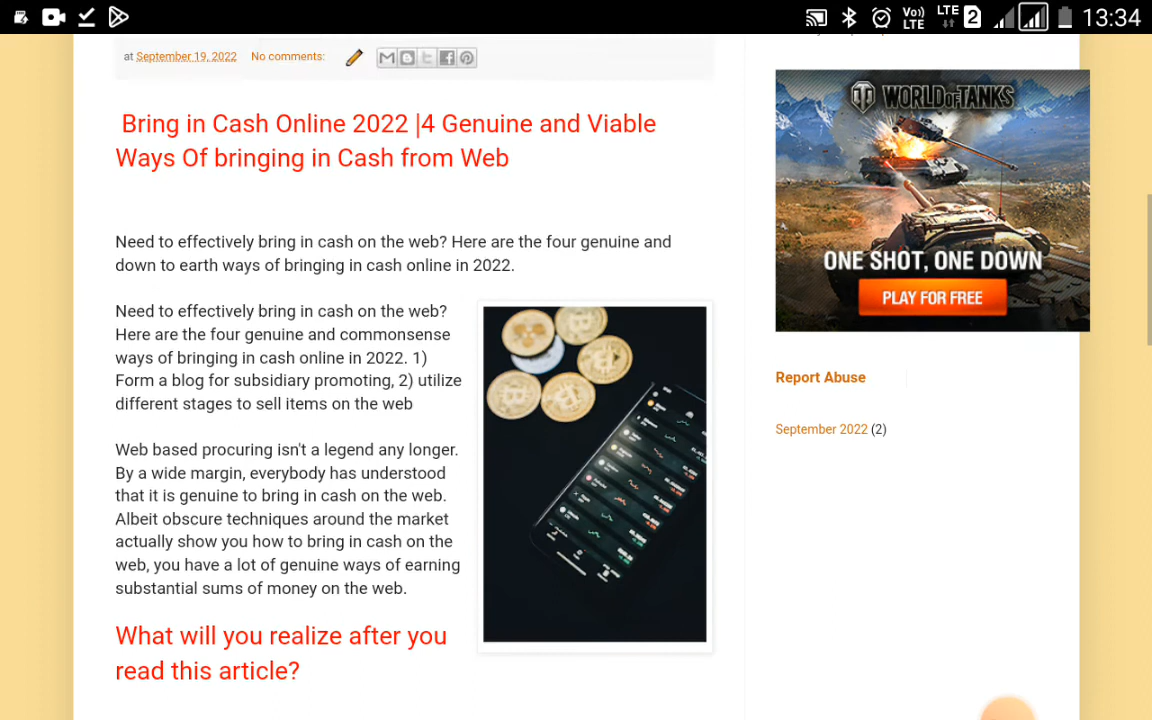 Vo)) LTE LTE 2 13:34
at September 19, 2022 No comments:
Bring in Cash Online 2022 |4 Genuine and Viable
Ways Of bringing in Cash from Web
Need to effectively bring in cash on the web? Here are the four genuine and
down to earth ways of bringing in cash online in 2022.
Need to effectively bring in cash on the web?
Here are the four genuine and commonsense
ways of bringing in cash online in 2022. 1)
Form a blog for subsidiary promoting, 2) utilize
different stages to sell items on the web
Web based procuring isn't a legend any longer.
By a wide margin, everybody has understood
that it is genuine to bring in cash on the web.
Albeit obscure techniques around the market
actually show you how to bring in cash on the
web, you have a lot of genuine ways of earning
substantial sums of money on the web.
What will you realize after you
read this article?
WORLD OF TANKS
ONE SHOT, ONE DOWN
PLAY FOR FREE
Report Abuse
September 2022 (2)